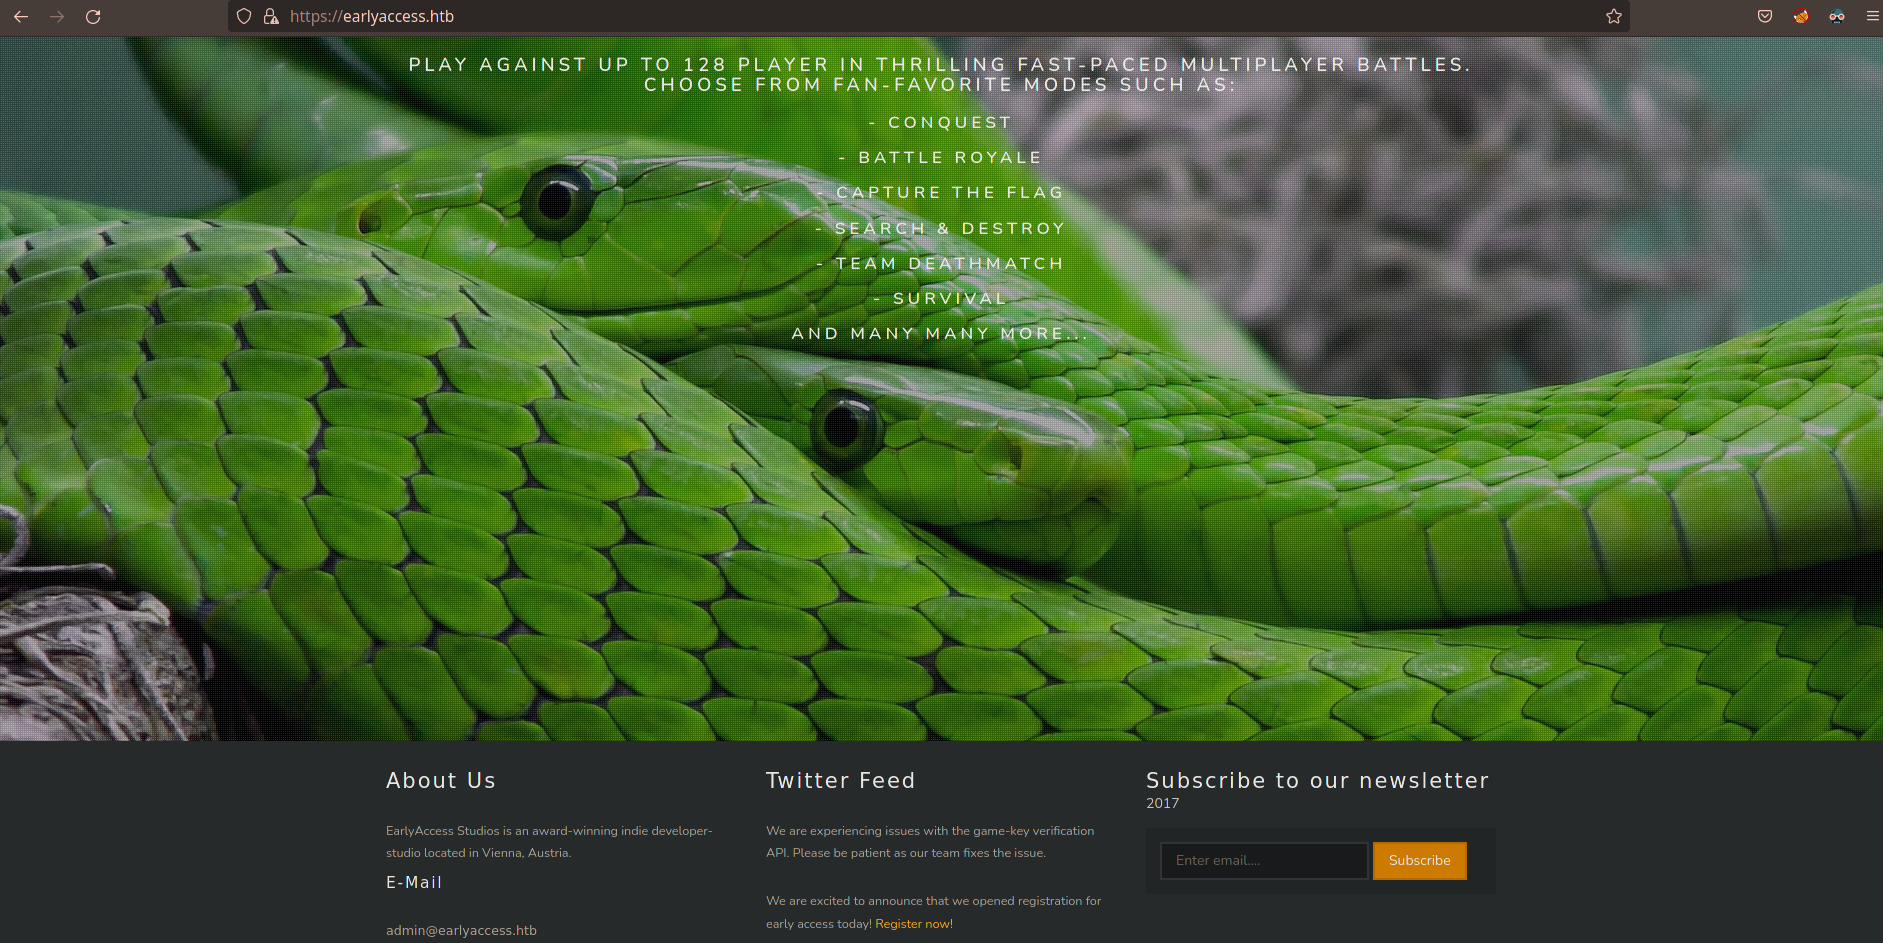 https://earlyaccess.htb
PLAY AGAINST UP TO 128 PLAYER IN THRILLING FAST-PACED MULTIPLAYER BATTLES.
CHOOSE FROM FAN-FAVORITE MODES SUCH AS:
- CONQUEST
- BATTLE ROYALE
- CAPTURE THE FLAG
- SEARCH & DESTROY
- TEAM DEATHMATCH
- SURVIVAL
AND MANY MANY MORE...
About Us
EarlyAccess Studios is an award-winning indie developer-
studio located in Vienna, Austria.
E-Mail
admin@earlyaccess.htb
Twitter Feed
We are experiencing issues with the game-key verification
API. Please be patient as our team fixes the issue.
We are excited to announce that we opened registration for
early access today! Register now!
Subscribe to our newsletter
2017
Enter email....
Subscribe